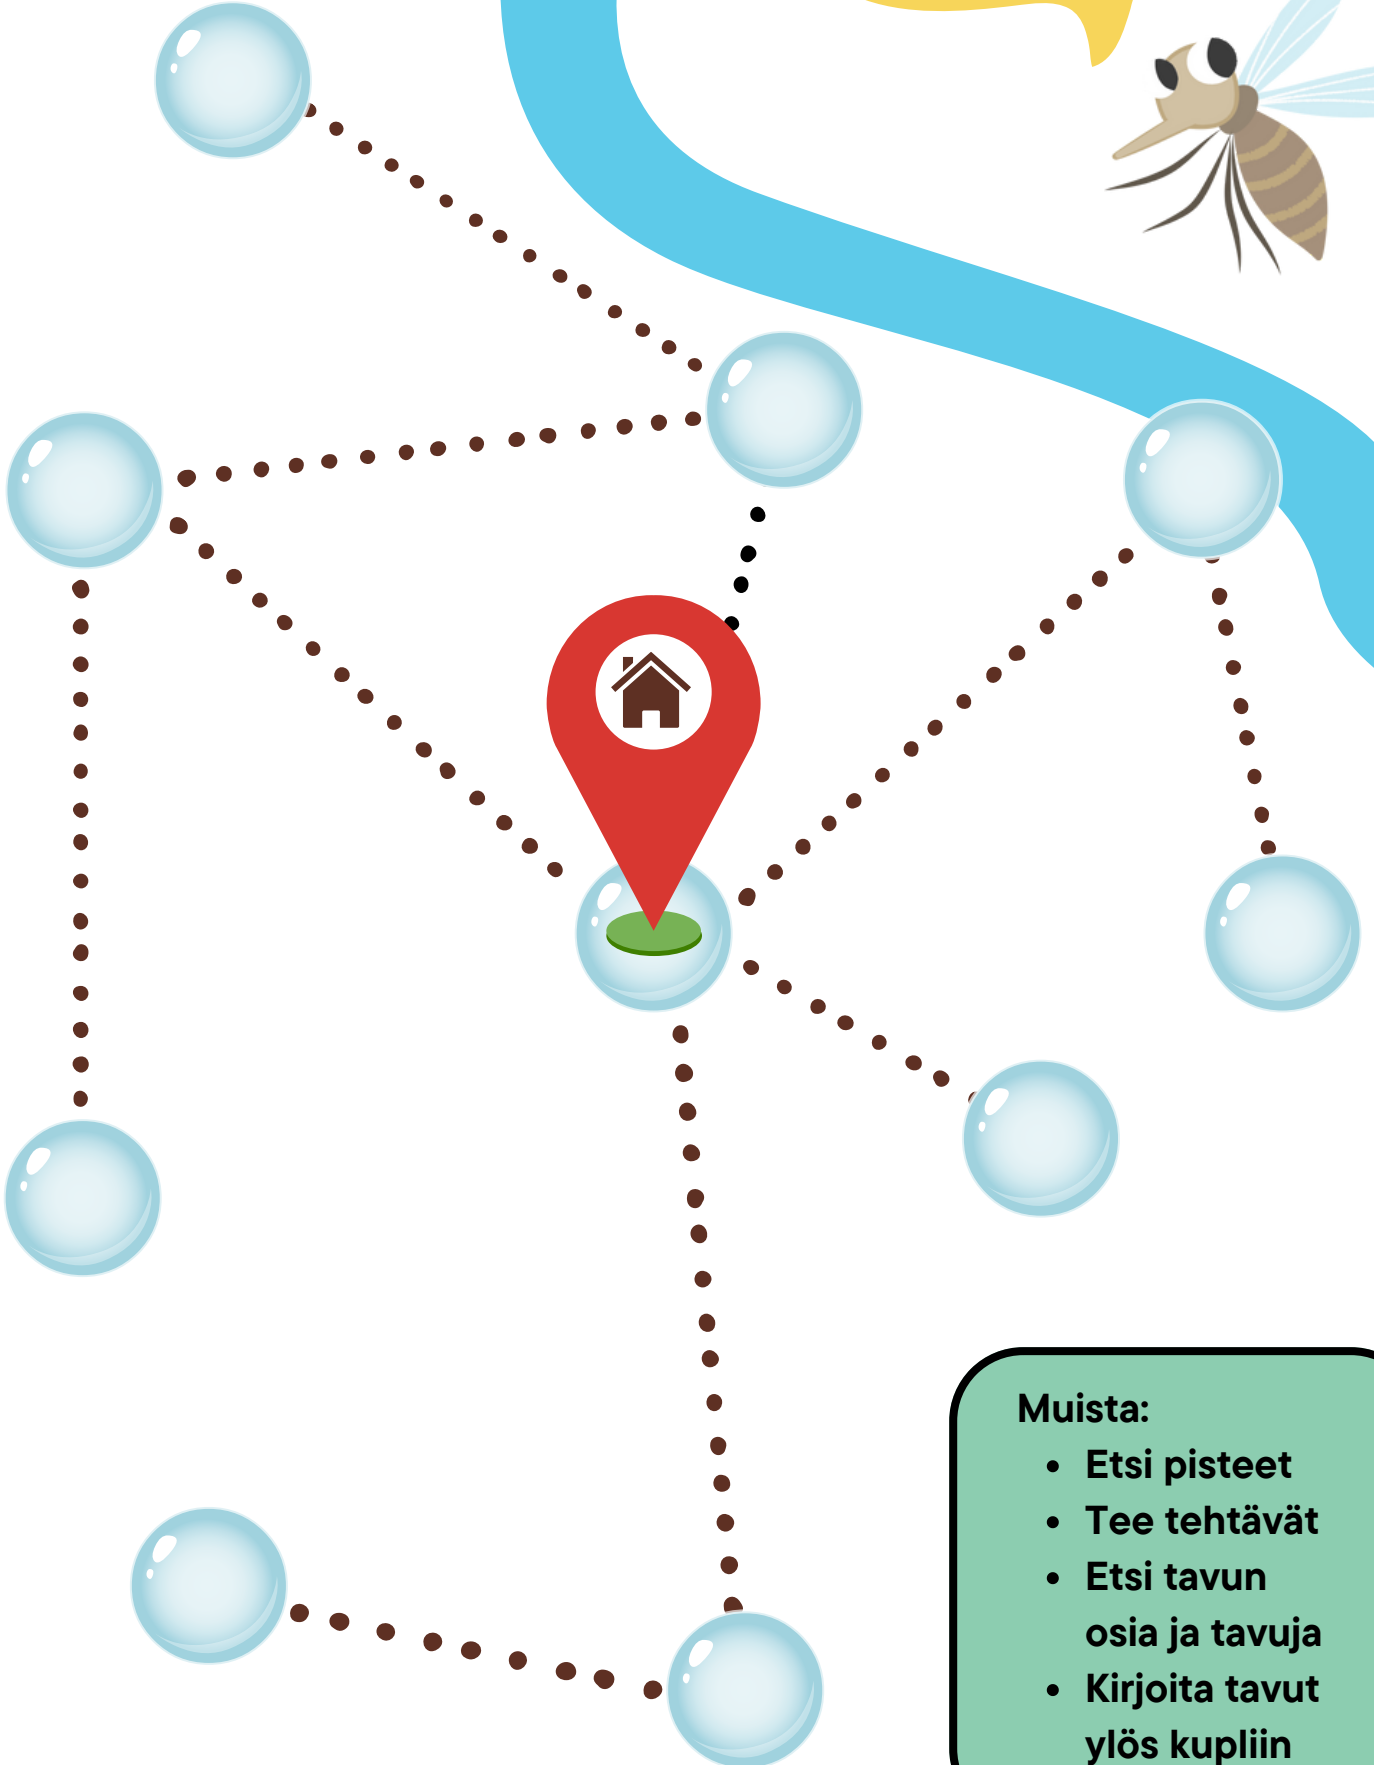 Muista:
• Etsi pisteet
• Tee tehtävät
• Etsi tavun
osia ja tavuja
• Kirjoita tavut
ylös kupliin